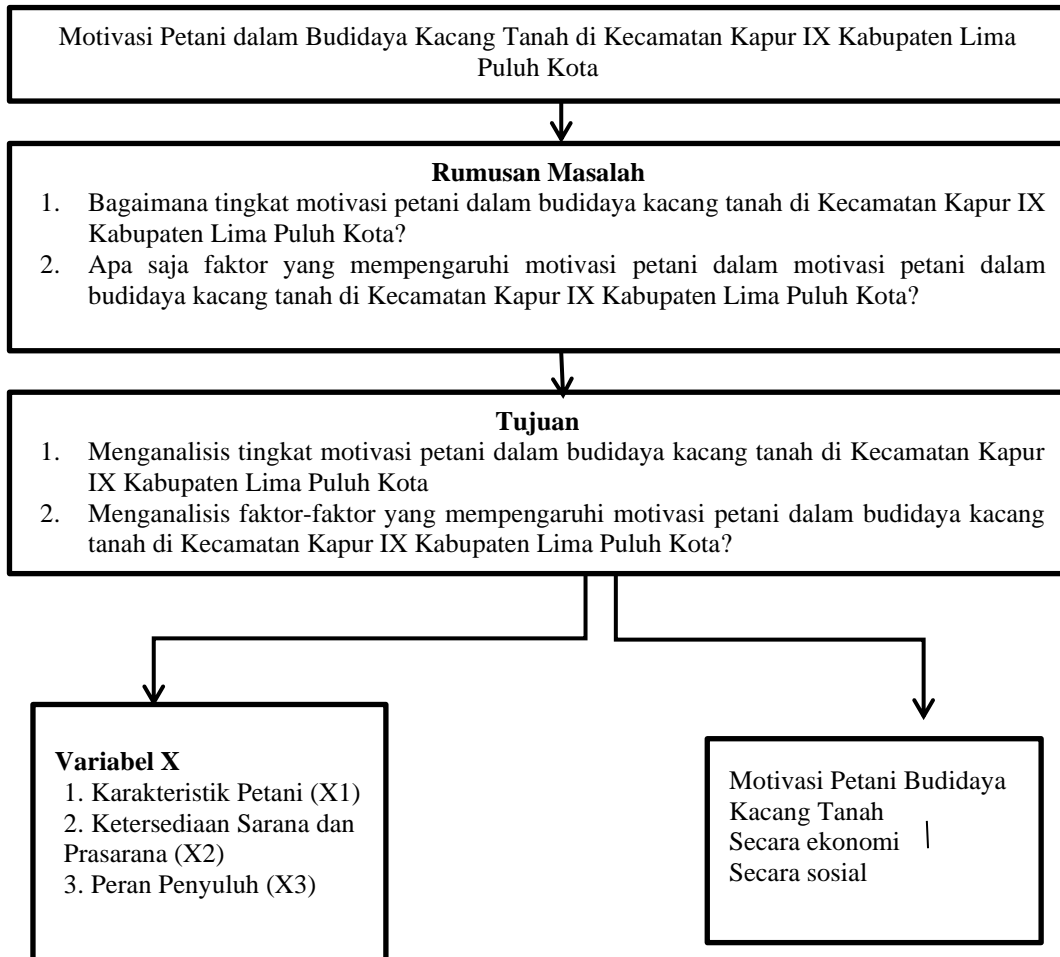 Motivasi Petani dalam Budidaya Kacang Tanah di Kecamatan Kapur IX Kabupaten Lima
Puluh Kota
Rumusan Masalah
1. Bagaimana tingkat motivasi petani dalam budidaya kacang tanah di Kecamatan Kapur IX
Kabupaten Lima Puluh Kota?
2. Apa saja faktor yang mempengaruhi motivasi petani dalam motivasi petani dalam
budidaya kacang tanah di Kecamatan Kapur IX Kabupaten Lima Puluh Kota?
Tujuan
1. Menganalisis tingkat motivasi petani dalam budidaya kacang tanah di Kecamatan Kapur
IX Kabupaten Lima Puluh Kota
2. Menganalisis faktor-faktor yang mempengaruhi motivasi petani dalam budidaya kacang
tanah di Kecamatan Kapur IX Kabupaten Lima Puluh Kota?
Variabel X
1. Karakteristik Petani (X1)
2. Ketersediaan Sarana dan
Prasarana (X2)
3. Peran Penyuluh (X3)
Motivasi Petani Budidaya
Kacang Tanah
Secara ekonomi
Secara sosial